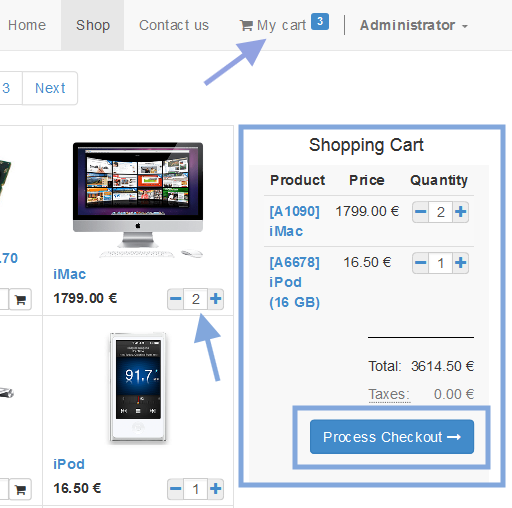 Home Shop Contact us My cart 3 Administrator
3 Next
Shopping Cart
Product Price Quantity
[A1090] 1799.00 € 2
iMac
[A6678] 16.50 € 1
iPod
(16 GB)
Total: 3614.50 €
Taxes: 0.00 €
Process Checkout
.70
iMac
1799.00 € 2
91.7
iPod
16.50 € 1